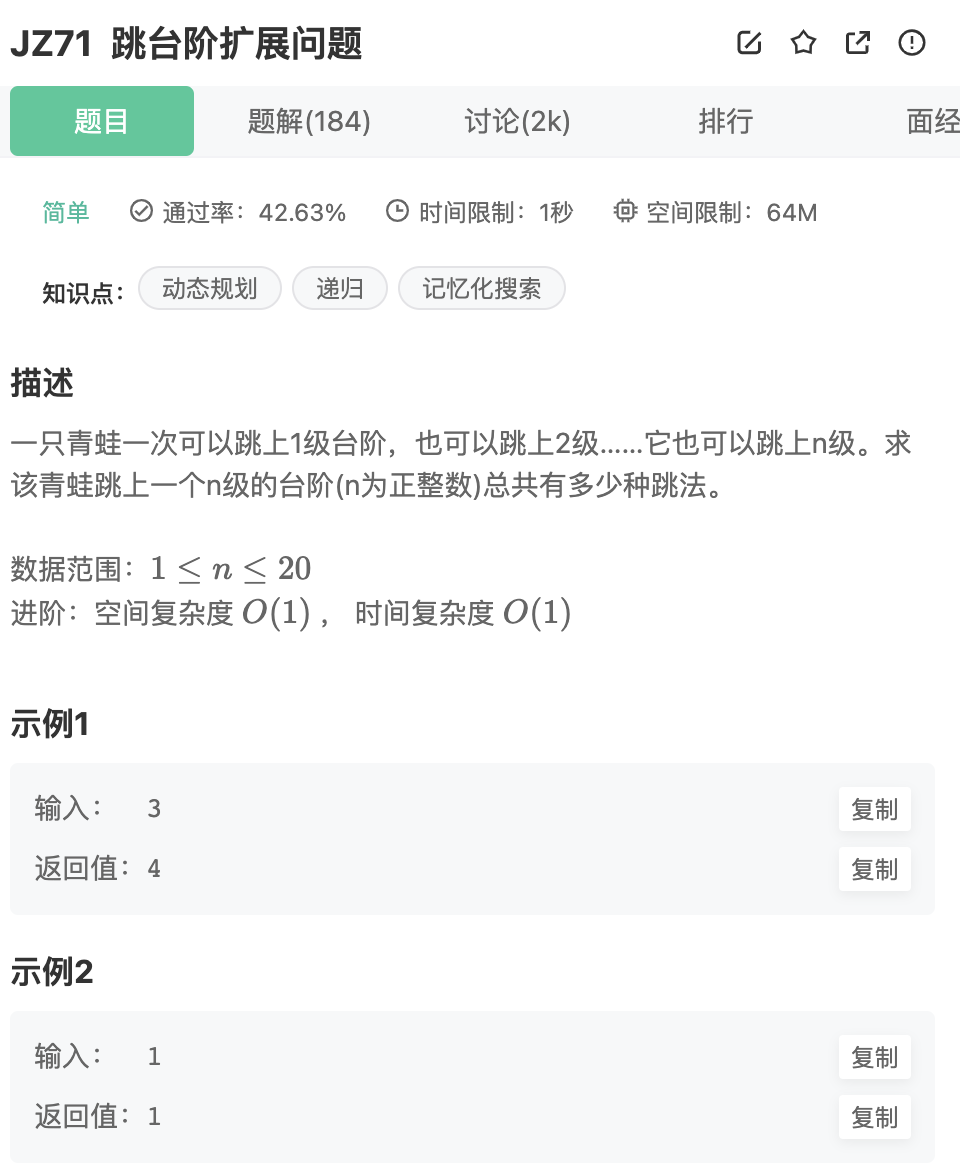 JZ71 跳台阶扩展问题
题目 题解(184) 讨论(2k) 排行 面经
简单 通过率：42.63% 时间限制：1秒 空间限制：64M
知识点： 动态规划 递归 记忆化搜索
描述
一只青蛙一次可以跳上1级台阶，也可以跳上2级……它也可以跳上n级。求
该青蛙跳上一个n级的台阶(n为正整数)总共有多少种跳法。
数据范围：1 ≤ n ≤ 20
进阶：空间复杂度 O(1) ， 时间复杂度 O(1)
示例1
输入： 3 复制
返回值： 4 复制
示例2
输入： 1 复制
返回值： 1 复制